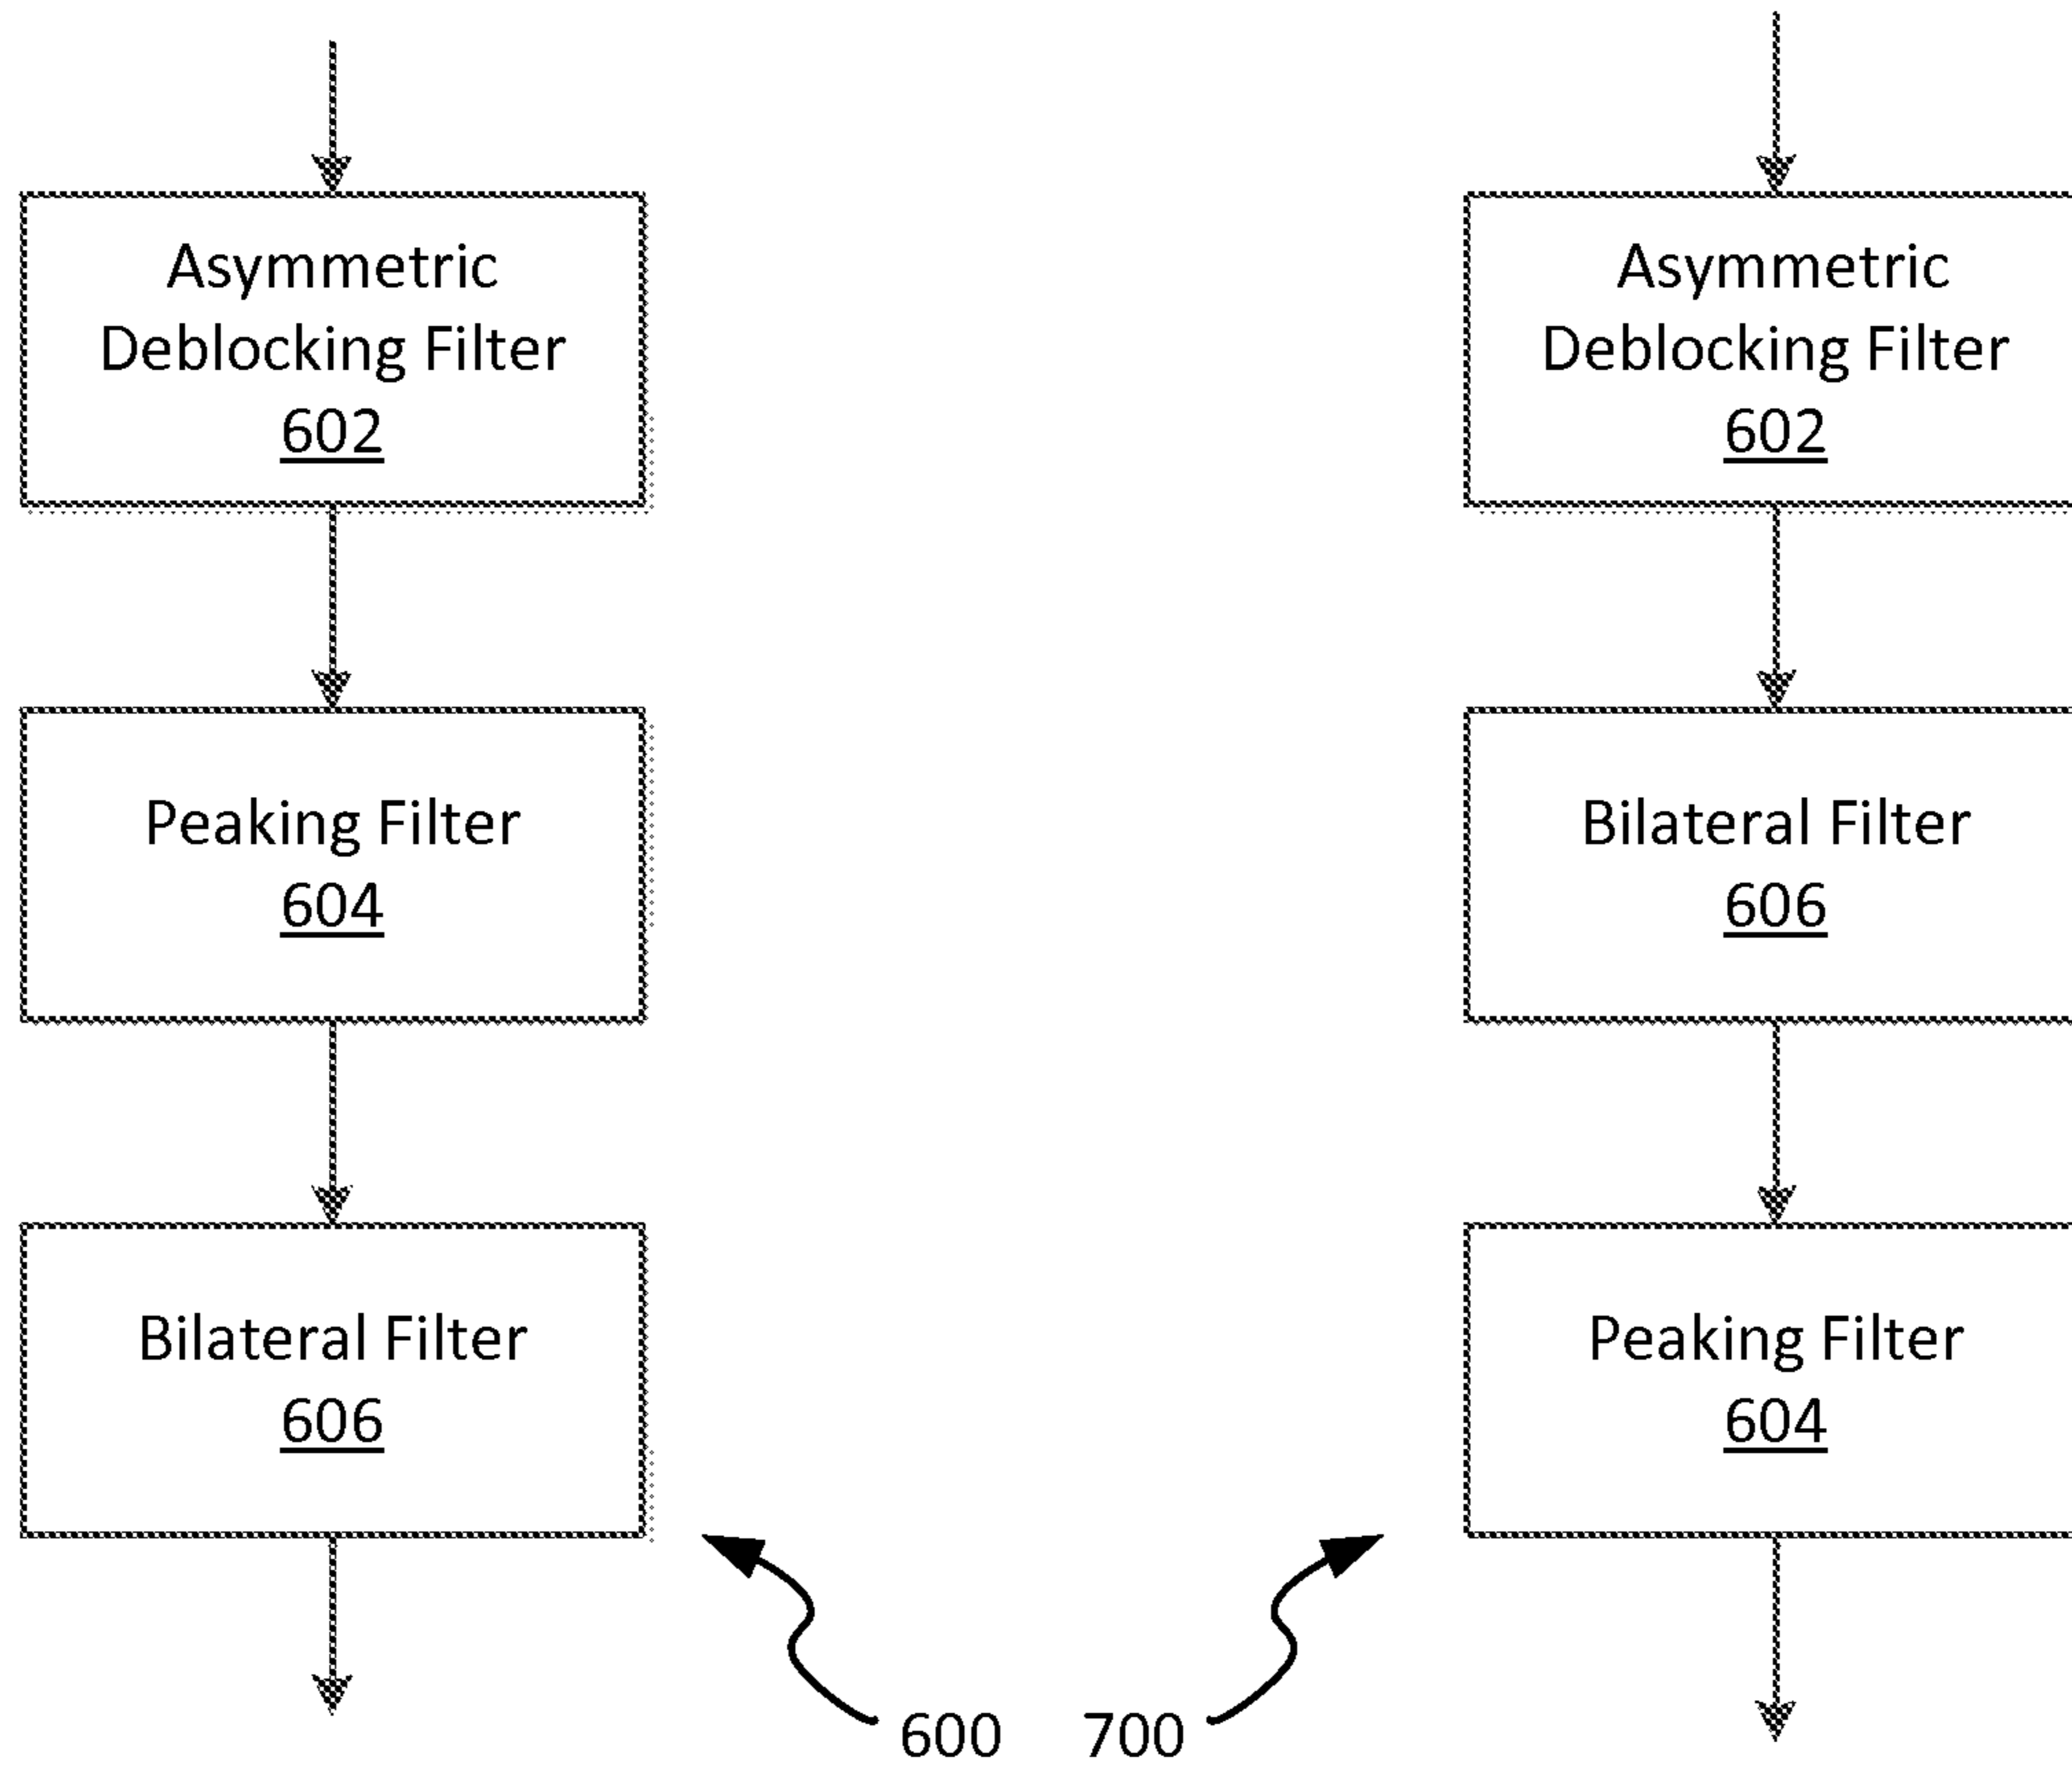 Asymmetric
Deblocking Filter
602
Peaking Filter
604
Bilateral Filter
606
600
Asymmetric
Deblocking Filter
602
Bilateral Filter
606
Peaking Filter
604
700